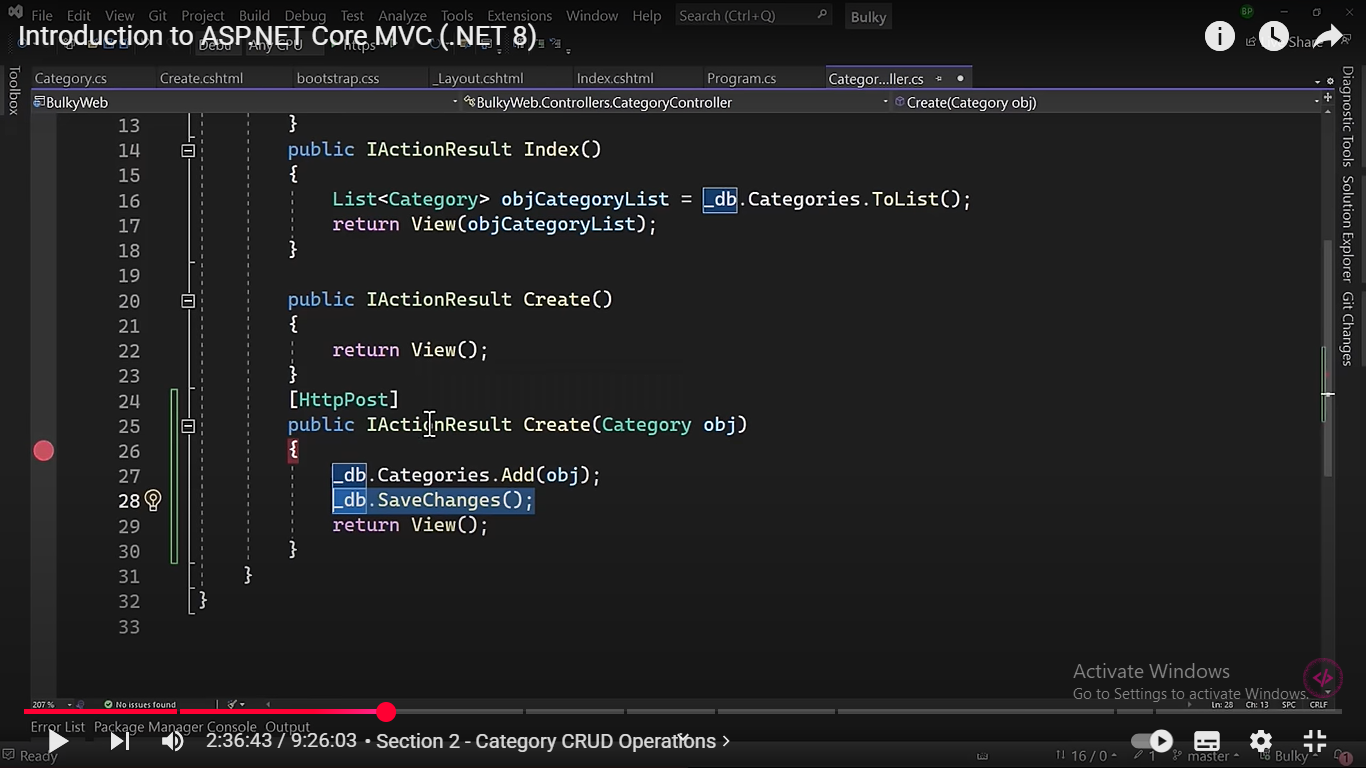 File Edit View Git Project Build Debug Test Analyze Tools Extensions Window Help Search (Ctrl+Q) Bulky BP
Introduction to ASP.NET Core MVC (.NET 8)
Any CPU https Share
Category.cs Create.cshtml bootstrap.css _Layout.cshtml Index.cshtml Program.cs Categor...ller.cs
BulkyWeb BulkyWeb.Controllers.CategoryController Create(Category obj)
Toolbox
Diagnostic Tools Solution Explorer Git Changes
13 }
14 public IActionResult Index()
15 {
16 List<Category> objCategoryList = _db.Categories.ToList();
17 return View(objCategoryList);
18 }
19
20 public IActionResult Create()
21 {
22 return View();
23 }
24 [HttpPost]
25 public IActionResult Create(Category obj)
26 {
27 _db.Categories.Add(obj);
28 _db.SaveChanges();
29 return View();
30 }
31 }
32 }
33
Activate Windows
Go to Settings to activate Windows.
207 % No issues found Ln: 28 Ch: 13 SPC CRLF
Error List Package Manager Console Output
2:36:43 / 9:26:03 • Section 2 - Category CRUD Operations >
Ready 16 / 0 1 master Bulky 1